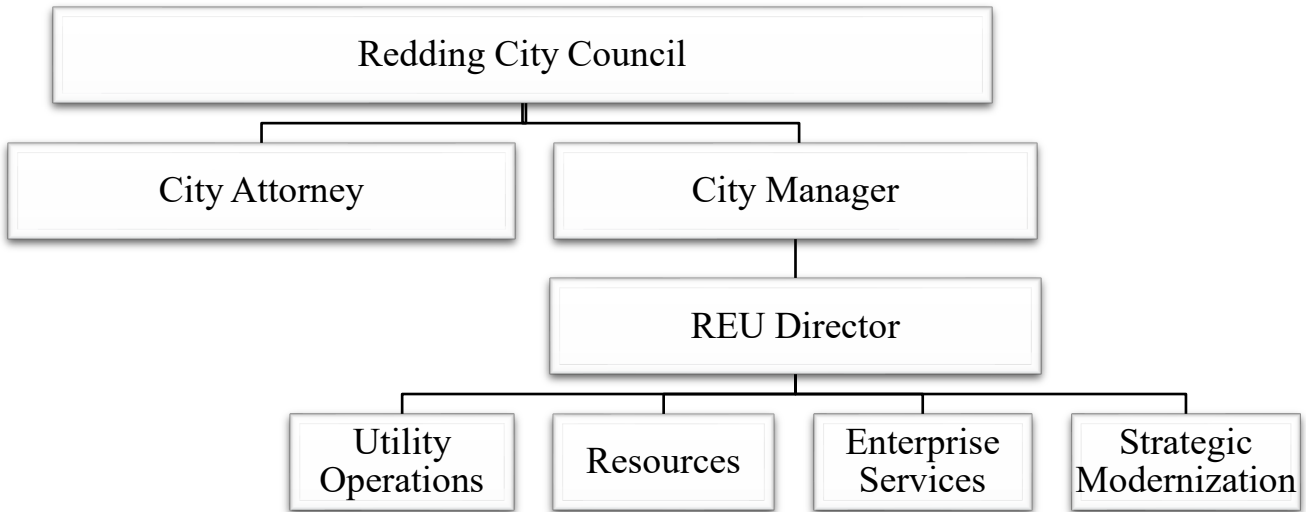 Redding City Council
City Attorney
City Manager
REU Director
Utility
Operations
Resources
Enterprise
Services
Strategic
Modernization